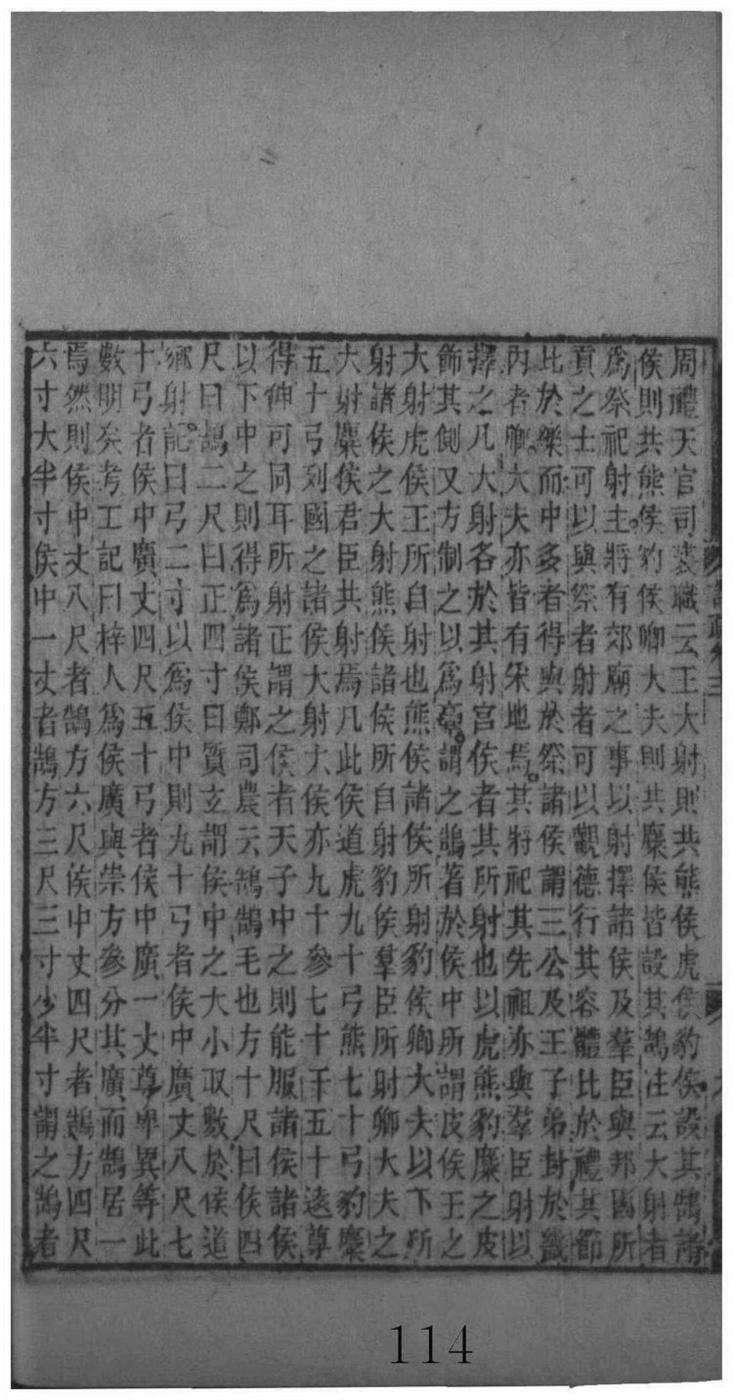 周禮天官司裘職云王大射則共熊侯虎侯豹侯設其鵠諸
侯則共熊侯豹侯卿大夫則共麋侯皆設其鵠注云大射者
爲祭祀射主將有郊廟之事以射擇諸侯及羣臣與邦國所
貢之士可以與祭者射者可以觀德行其容體比於禮其節
比於樂而中多者得與於祭諸侯謂三公及王子弟封於畿
內者卿大夫亦皆有采地焉其將祀其先祖亦與羣臣射以
擇之凡大射各於其射宮侯者其所射也以虎熊豹麋之皮
飾其側又方制之以爲䵟謂之鵠著於侯中所謂皮侯王之
大射虎侯王所自射也熊侯諸侯所射豹侯卿大夫以下所
射諸侯之大射熊侯諸侯所自射豹侯羣臣所射卿大夫之
大射麋侯君臣共射焉凡此侯道虎九十弓熊七十弓豹麋
五十弓列國之諸侯大射大侯亦九十參七十干五十遠尊
得伸可同耳所射正謂之侯者天子中之則能服諸侯諸侯
以下中之則得爲諸侯鄭司農云鵠鵠毛也方十尺曰侯四
尺曰鵠二尺曰正四寸曰質玄謂侯中之大小取數於侯道
鄉射記曰弓二寸以爲侯中則九十弓者侯中廣丈八尺七
十弓者侯中廣丈四尺五十弓者侯中廣一丈尊卑異等此
數明矣考工記曰梓人爲侯廣與崇方參分其廣而鵠居一
焉然則侯中丈八尺者鵠方六尺侯中丈四尺者鵠方四尺
六寸大半寸侯中一丈者鵠方三尺三寸少半寸謂之鵠者
114